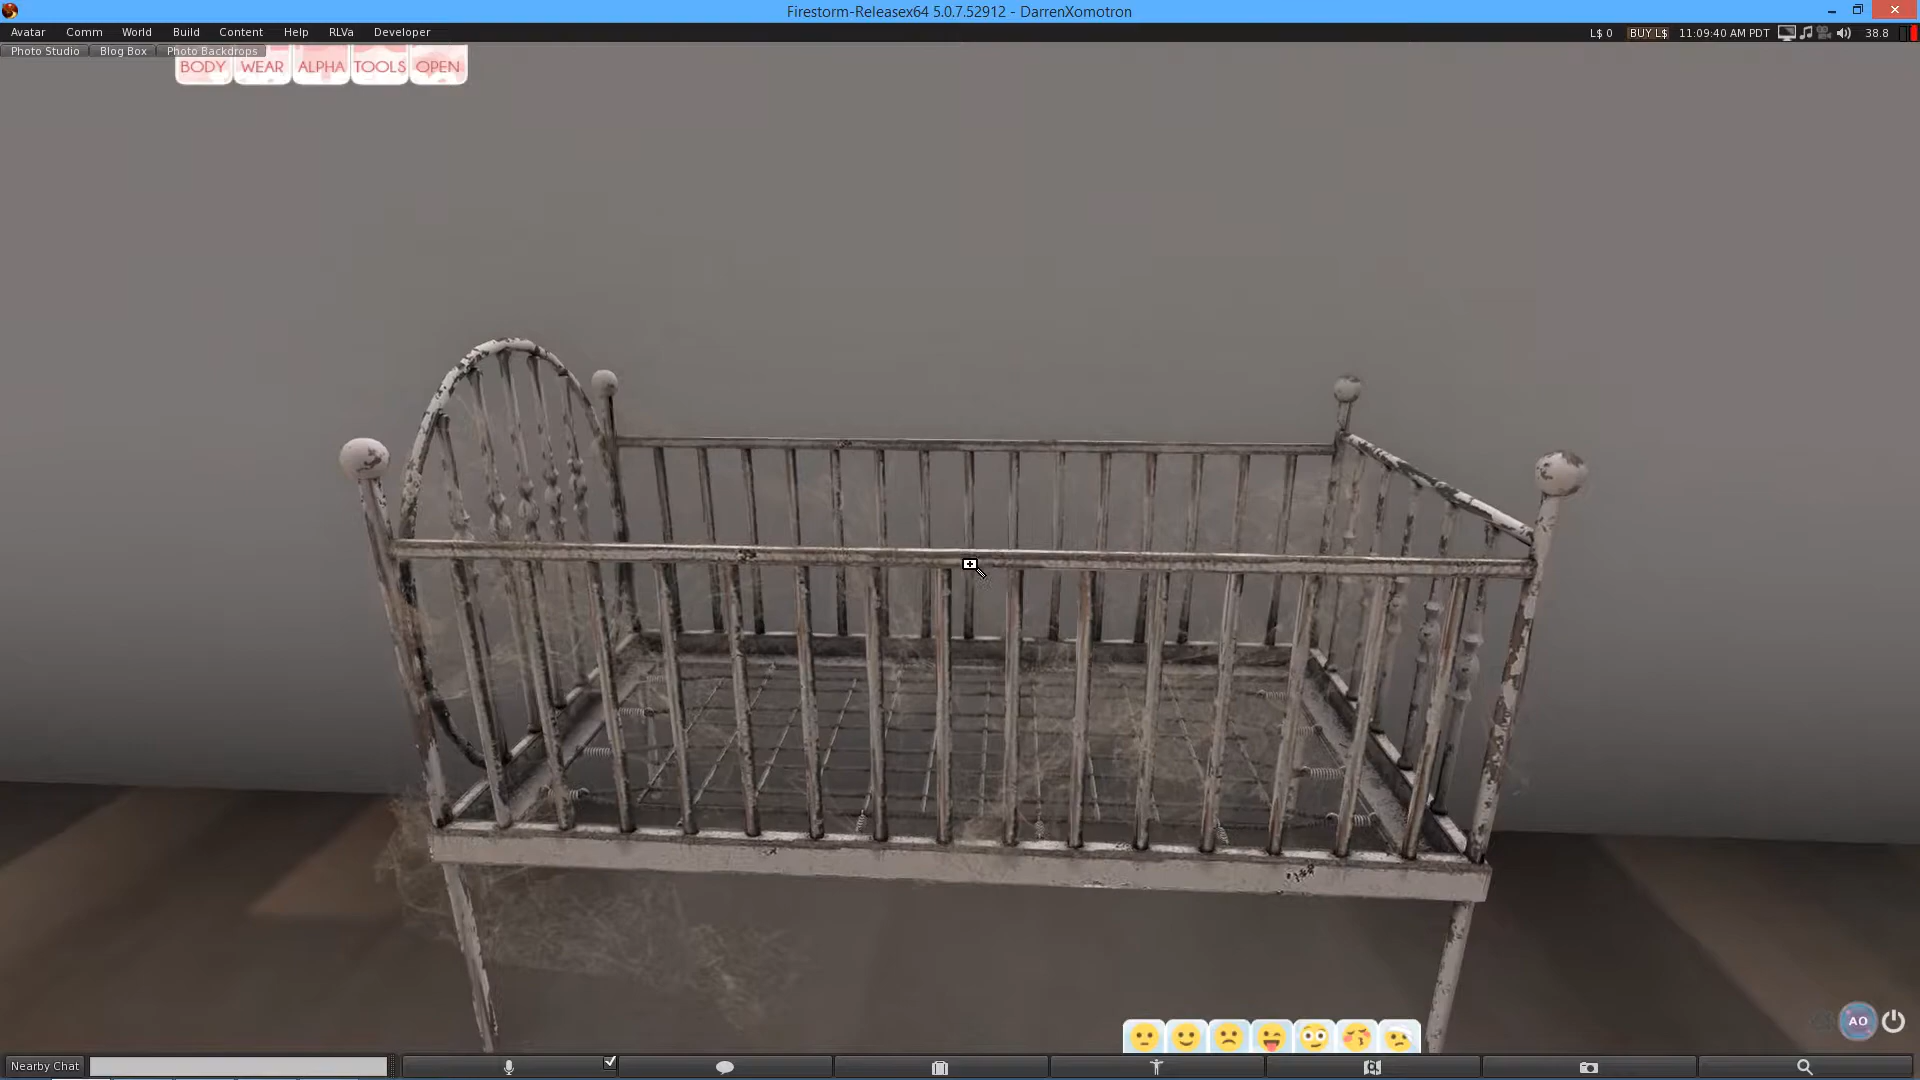 Firestorm-Releasex64 5.0.7.52912 - DarrenXomotron
Avatar Comm World Build Content Help RLVa Developer L$ 0 BUY L$ 11:09:40 AM PDT 38.8
Photo Studio Blog Box Photo Backdrops
BODY WEAR ALPHA TOOLS OPEN
AO
Nearby Chat